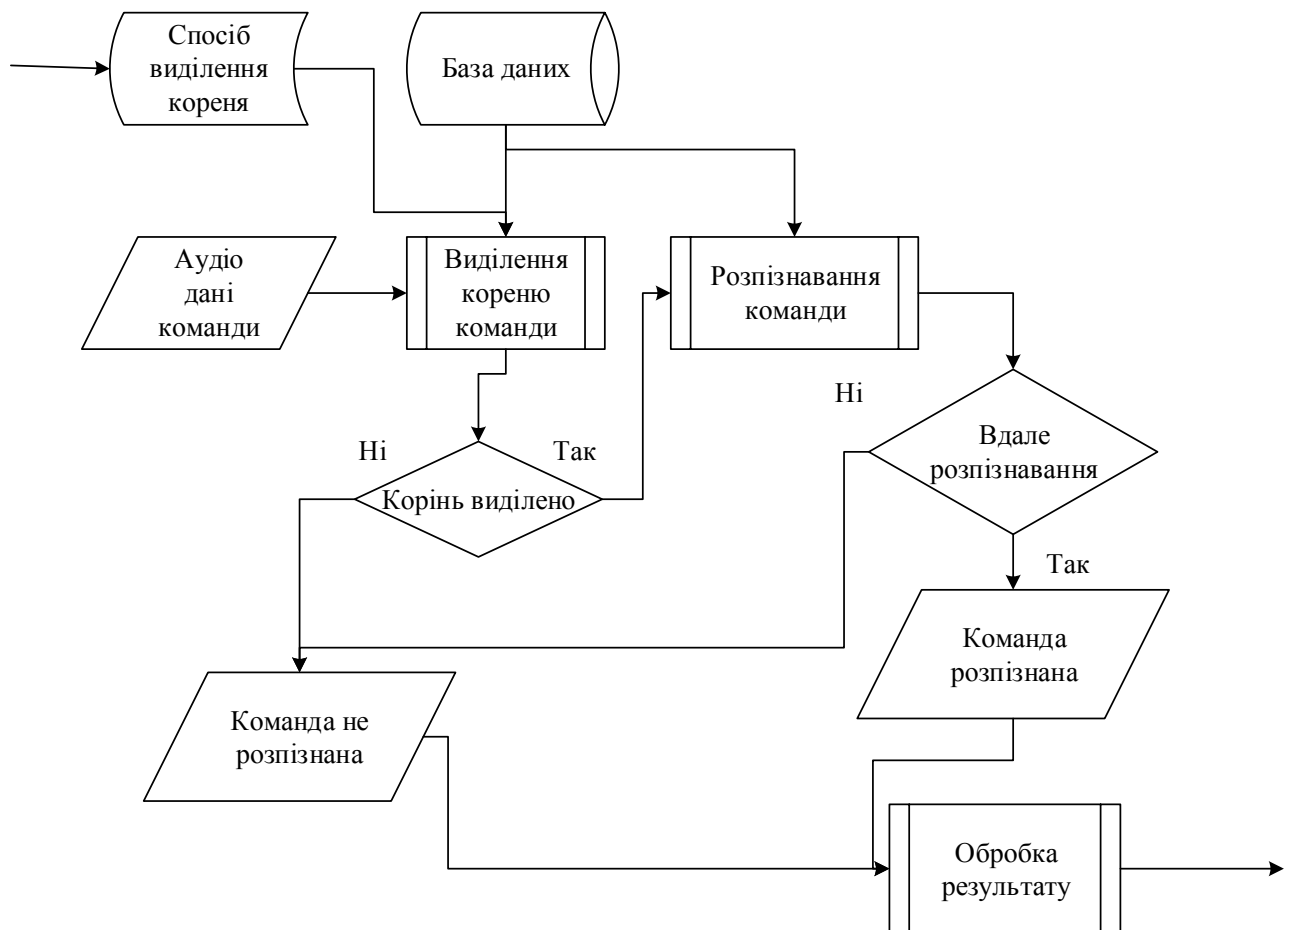 Спосіб
виділення
кореня
База даних
Аудіо
дані
команди
Виділення
кореню
команди
Розпізнавання
команди
Ні
Так
Корінь виділено
Ні
Вдале
розпізнавання
Так
Команда
розпізнана
Команда не
розпізнана
Обробка
результату